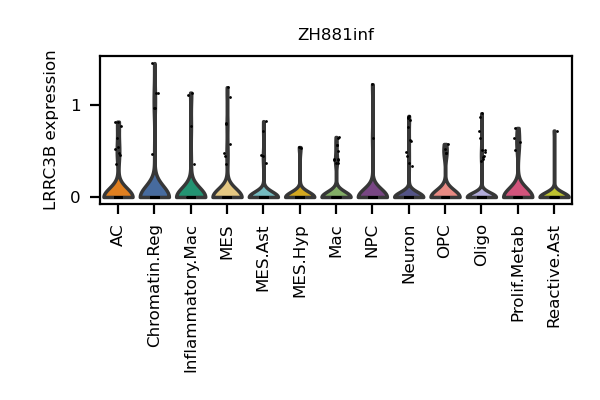 ZH881inf
LRRC3B expression
1
0
AC
Chromatin.Reg
Inflammatory.Mac
MES
MES.Ast
MES.Hyp
Mac
NPC
Neuron
OPC
Oligo
Prolif.Metab
Reactive.Ast